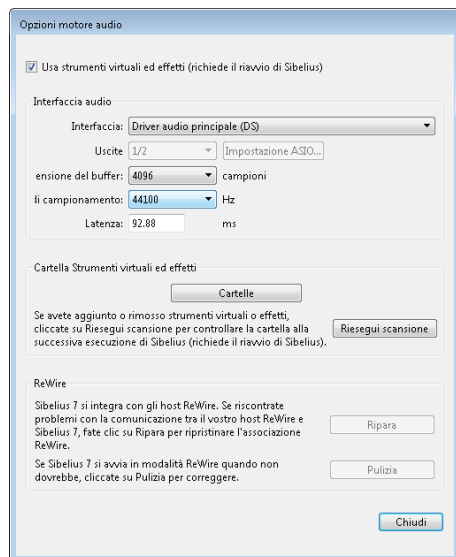 Opzioni motore audio
Usa strumenti virtuali ed effetti (richiede il riavvio di Sibelius)
Interfaccia audio
Interfaccia: Driver audio principale (DS)
Uscite 1/2 Impostazione ASIO...
ensione del buffer: 4096 campioni
li campionamento: 44100 Hz
Latenza: 92.88 ms
Cartella Strumenti virtuali ed effetti
Cartelle
Se avete aggiunto o rimosso strumenti virtuali o effetti,
cliccate su Riesegui scansione per controllare la cartella alla
successiva esecuzione di Sibelius (richiede il riavvio di Sibelius).
Riesegui scansione
ReWire
Sibelius 7 si integra con gli host ReWire. Se riscontrate
problemi con la comunicazione tra il vostro host ReWire e
Sibelius 7, fate clic su Ripara per ripristinare l'associazione
ReWire.
Ripara
Se Sibelius 7 si avvia in modalità ReWire quando non
dovrebbe, cliccate su Pulizia per correggere.
Pulizia
Chiudi